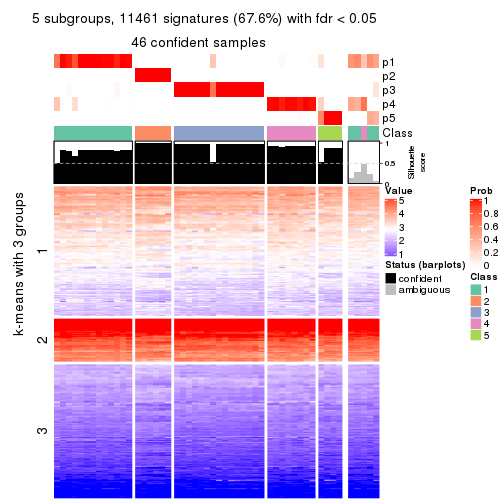 5 subgroups, 11461 signatures (67.6%) with fdr < 0.05
46 confident samples
p1
p2
p3
p4
p5
Class
1
0.5
0
Silhouette
score
k-means with 3 groups
1
2
3
Value
5
4
3
2
1
Status (barplots)
confident
ambiguous
Prob
1
0.8
0.6
0.4
0.2
0
Class
1
2
3
4
5